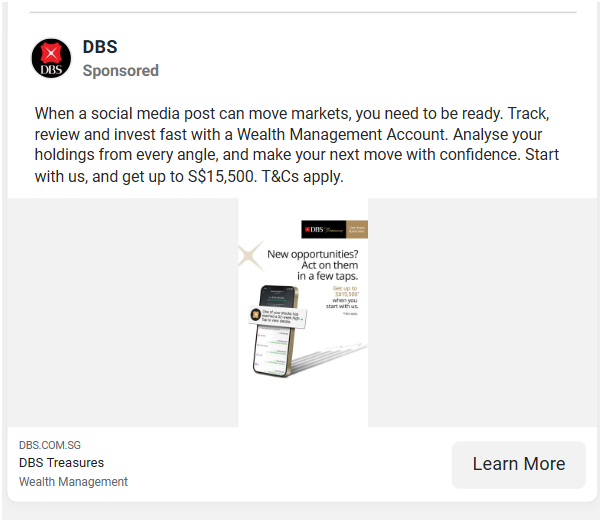 DBS
Sponsored
DBS
When a social media post can move markets, you need to be ready. Track,
review and invest fast with a Wealth Management Account. Analyse your
holdings from every angle, and make your next move with confidence. Start
with us, and get up to S$15,500. T&Cs apply.
DBS Treasures
New opportunities?
Act on them
in a few taps.
Get up to
S$15,500*
when you
start with us.
DBS.COM.SG
DBS Treasures
Wealth Management
Learn More